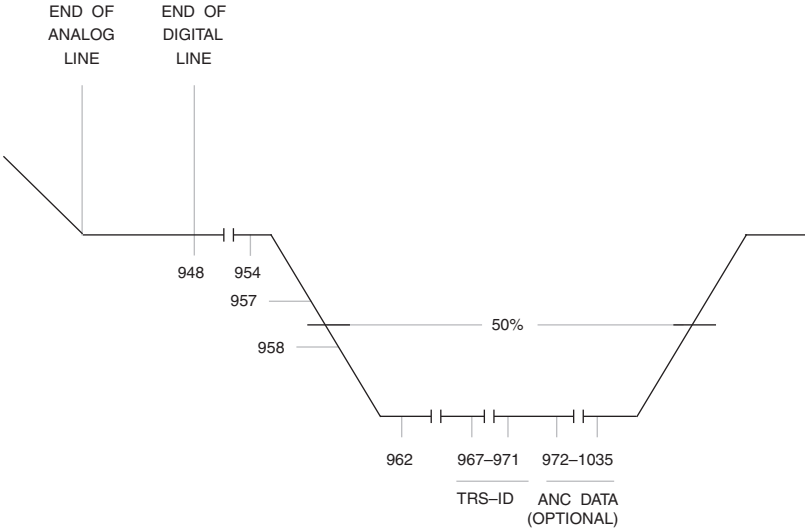 END OF
ANALOG
LINE
END OF
DIGITAL
LINE
948
954
957
50%
958
962
967–971
972–1035
TRS–ID
ANC DATA
(OPTIONAL)